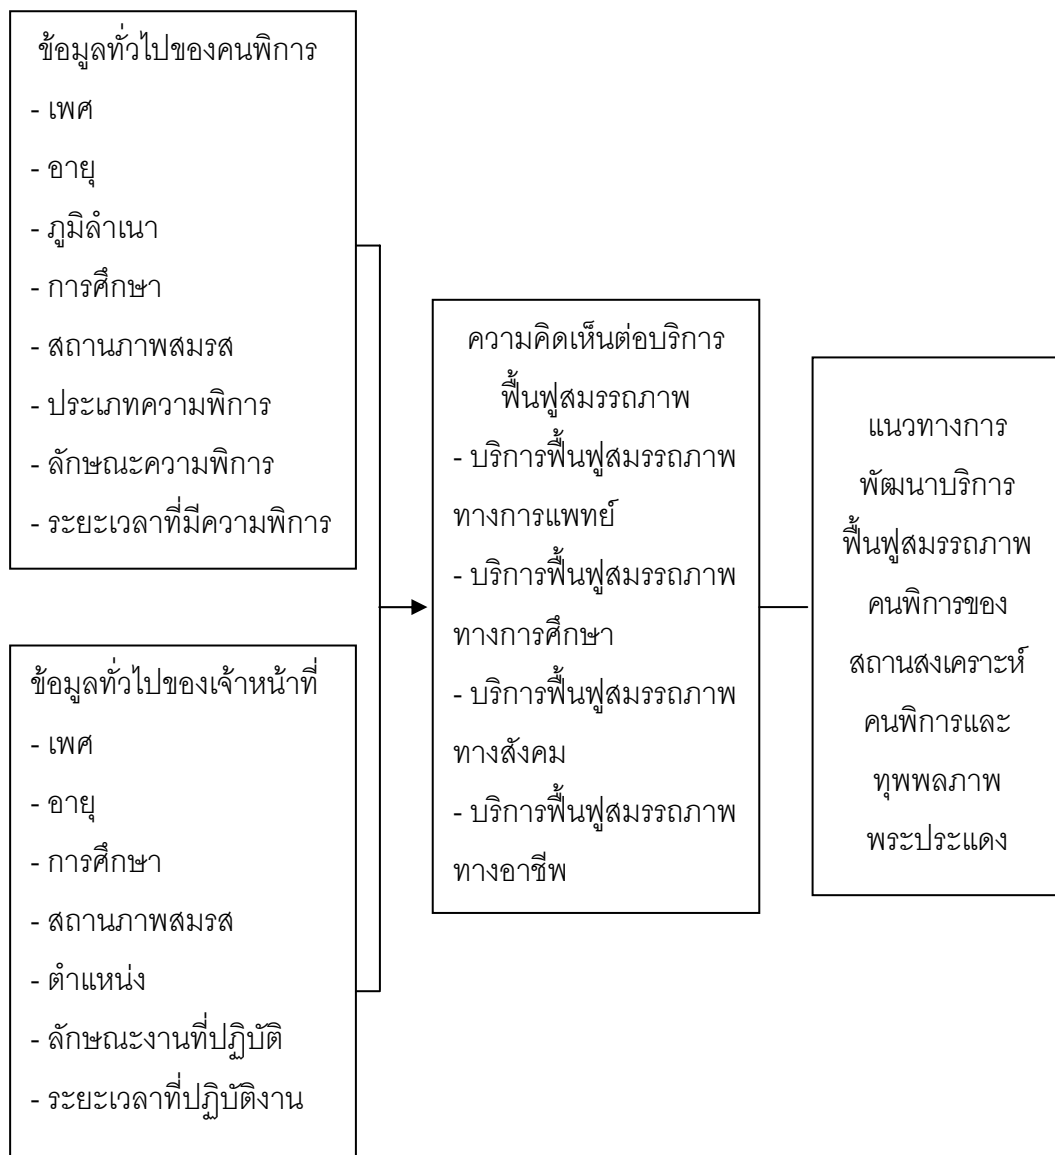 ข้อมูลทั่วไปของคนพิการ
- เพศ
- อายุ
- ภูมิลำเนา
- การศึกษา
- สถานภาพสมรส
- ประเภทความพิการ
- ลักษณะความพิการ
- ระยะเวลาที่มีความพิการ
ข้อมูลทั่วไปของเจ้าหน้าที่
- เพศ
- อายุ
- การศึกษา
- สถานภาพสมรส
- ตำแหน่ง
- ลักษณะงานที่ปฏิบัติ
- ระยะเวลาที่ปฏิบัติงาน
ความคิดเห็นต่อบริการ
ฟื้นฟูสมรรถภาพ
- บริการฟื้นฟูสมรรถภาพ
ทางการแพทย์
- บริการฟื้นฟูสมรรถภาพ
ทางการศึกษา
- บริการฟื้นฟูสมรรถภาพ
ทางสังคม
- บริการฟื้นฟูสมรรถภาพ
ทางอาชีพ
แนวทางการ
พัฒนาบริการ
ฟื้นฟูสมรรถภาพ
คนพิการของ
สถานสงเคราะห์
คนพิการและ
ทุพพลภาพ
พระประแดง